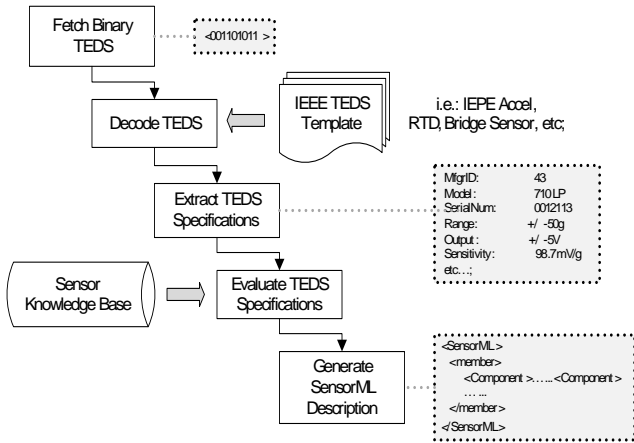 Fetch Binary
TEDS
<001101011 >
Decode TEDS
IEEE TEDS
Template
i.e.: IEPE Accel,
RTD, Bridge Sensor, etc;
Extract TEDS
Specifications
MfgrID: 43
Model : 710 LP
SerialNum: 0012113
Range: +/ -50g
Output : +/ -5V
Sensitivity: 98.7mV/g
etc…;
Sensor
Knowledge Base
Evaluate TEDS
Specifications
Generate
SensorML
Description
<SensorML >
<member>
<Component >…... <Component >
… ...
</member>
</SensorML>